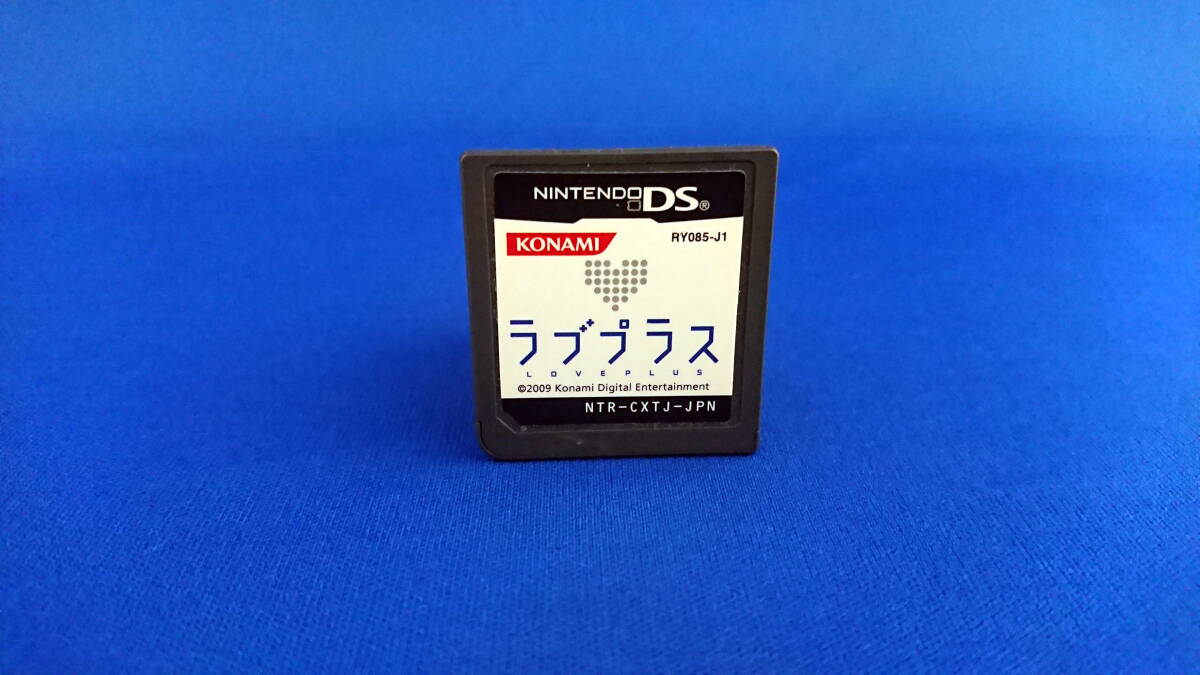 NINTENDO DS®
KONAMI
RY085-J1
ラブプラス
LOVEPLUS
©2009 Konami Digital Entertainment
NTR-CXTJ-JPN